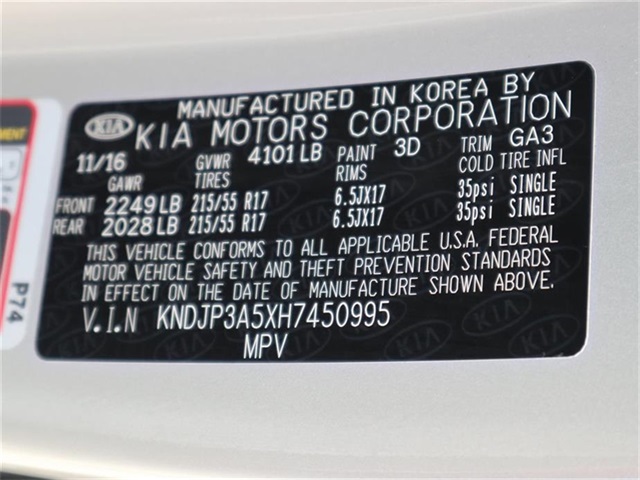 MANUFACTURED IN KOREA BY
KIA KIA MOTORS CORPORATION
11/16 GVWR 4101 LB PAINT 3D TRIM GA3
GAWR TIRES RIMS COLD TIRE INFL
FRONT 2249 LB 215/55 R17 6.5JX17 35psi SINGLE
REAR 2028 LB 215/55 R17 6.5JX17 35psi SINGLE
THIS VEHICLE CONFORMS TO ALL APPLICABLE U.S.A. FEDERAL
MOTOR VEHICLE SAFETY AND THEFT PREVENTION STANDARDS
IN EFFECT ON THE DATE OF MANUFACTURE SHOWN ABOVE.
V.I.N KNDJP3A5XH7450995
MPV
P74